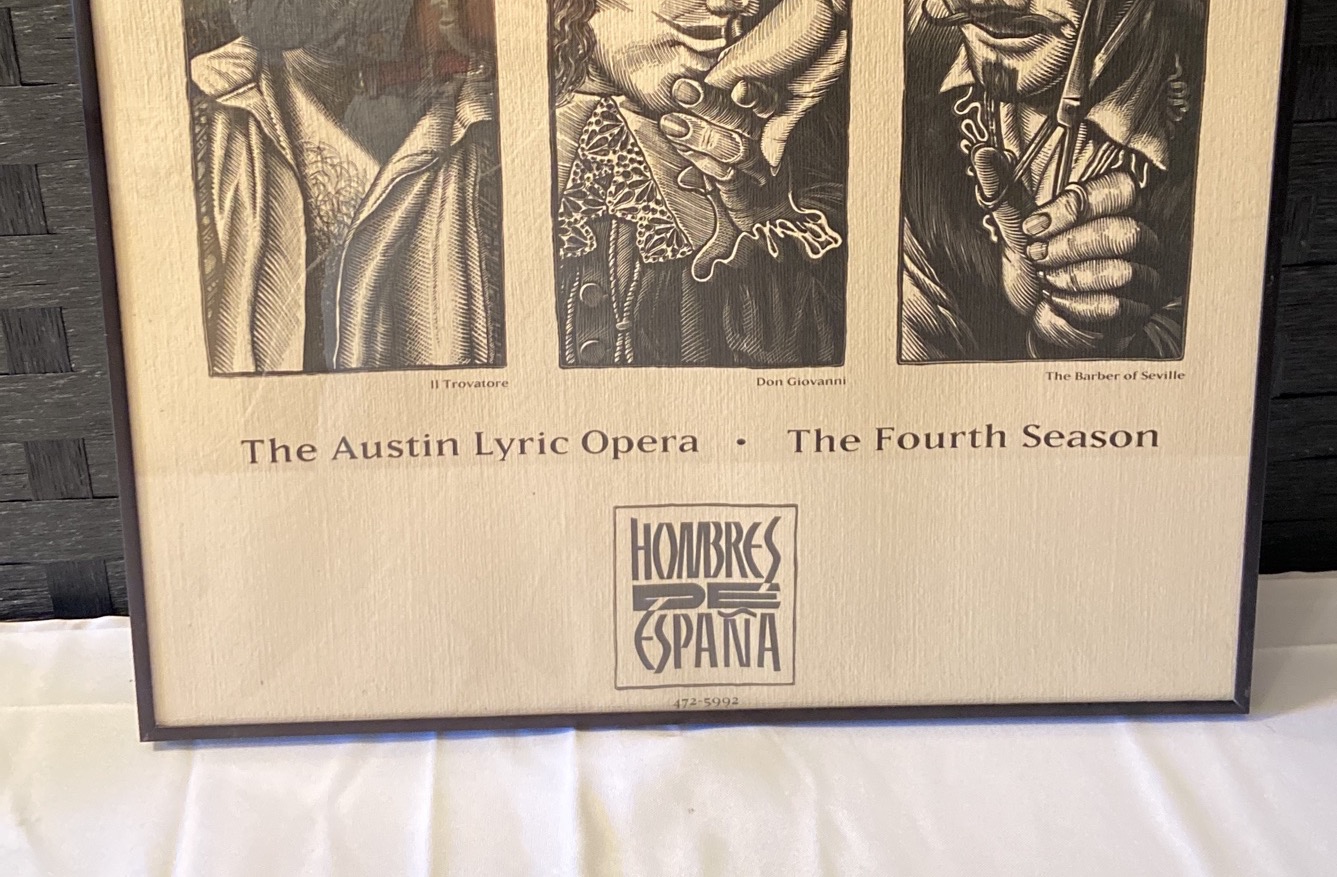 Il Trovatore
Don Giovanni
The Barber of Seville
The Austin Lyric Opera • The Fourth Season
HOMBRES
DE
ESPAÑA
472-5992